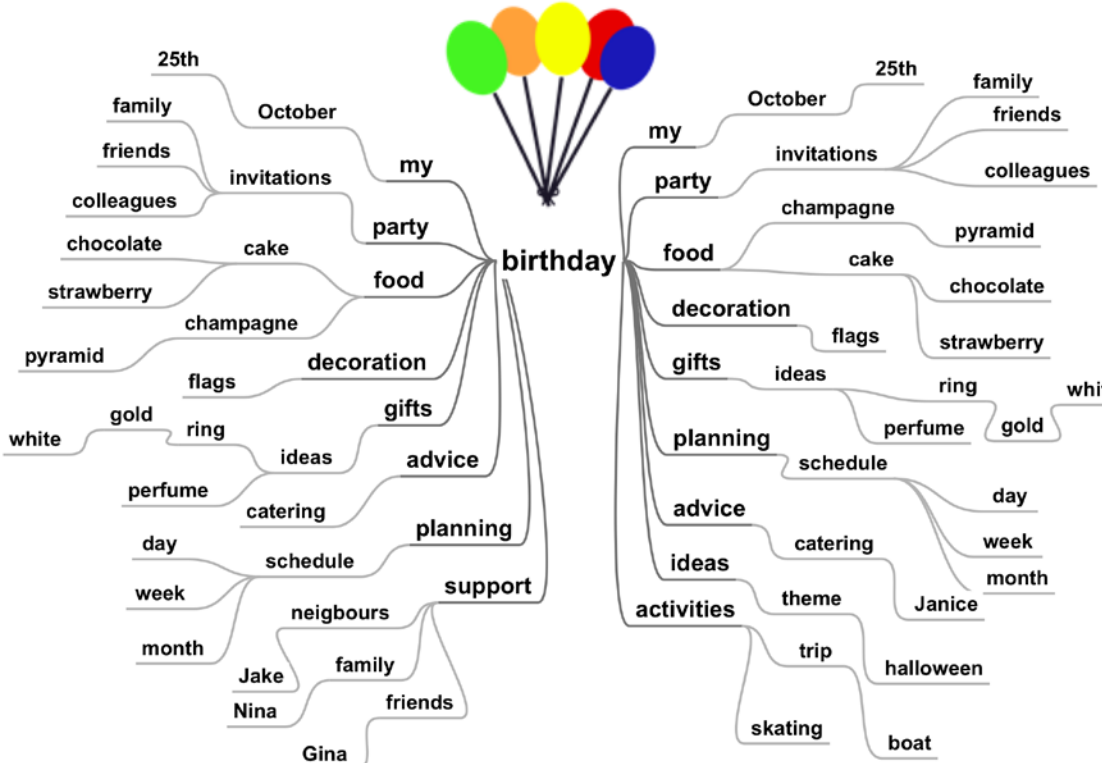 birthday
my
October
25th
party
invitations
family
friends
colleagues
food
cake
chocolate
strawberry
champagne
pyramid
decoration
flags
gifts
ideas
ring
gold
white
perfume
advice
catering
planning
schedule
day
week
month
support
neigbours
Jake
family
Nina
friends
Gina
my
October
25th
party
invitations
family
friends
colleagues
food
champagne
pyramid
cake
chocolate
strawberry
decoration
flags
gifts
ideas
ring
gold
perfume
planning
schedule
day
week
month
advice
catering
Janice
ideas
theme
halloween
activities
trip
boat
skating